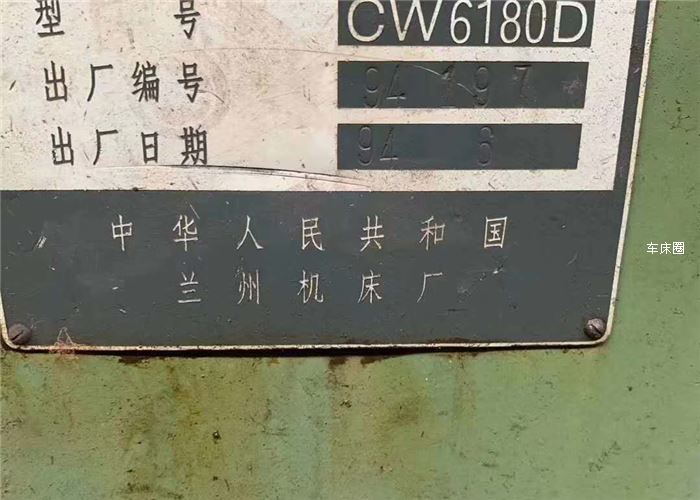 型 号 CW6180D
出厂编号 94 197
出厂日期 94 6
中华人民共和国
兰州机床厂
车床圈